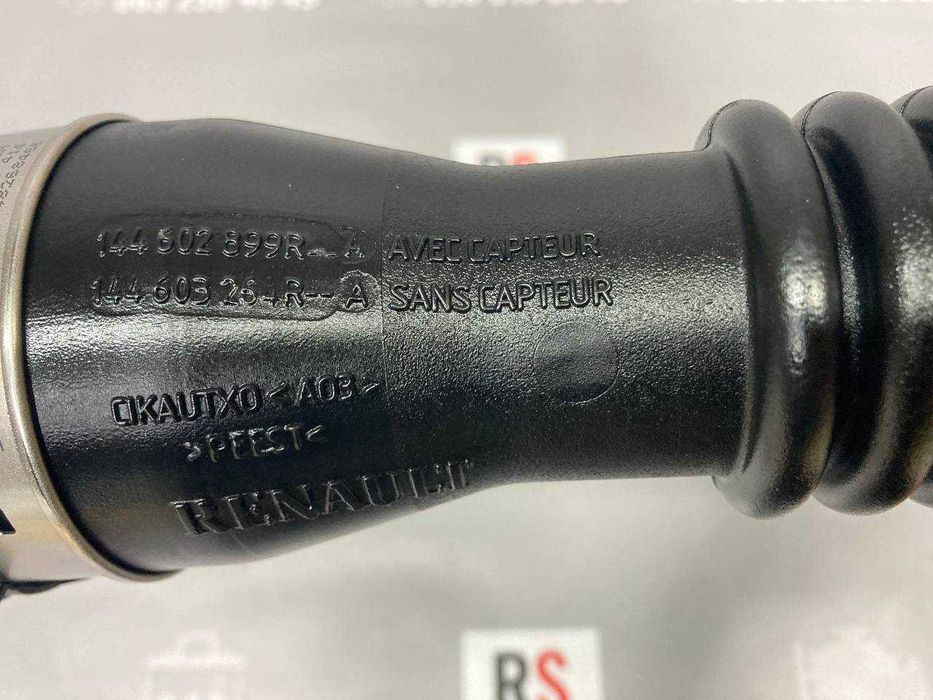 144 602 899R-- A AVEC CAPTEUR
144 603 264R-- A SANS CAPTEUR
CIKAUTXO <A03>
>PEEST<
RENAULT
RS
RS